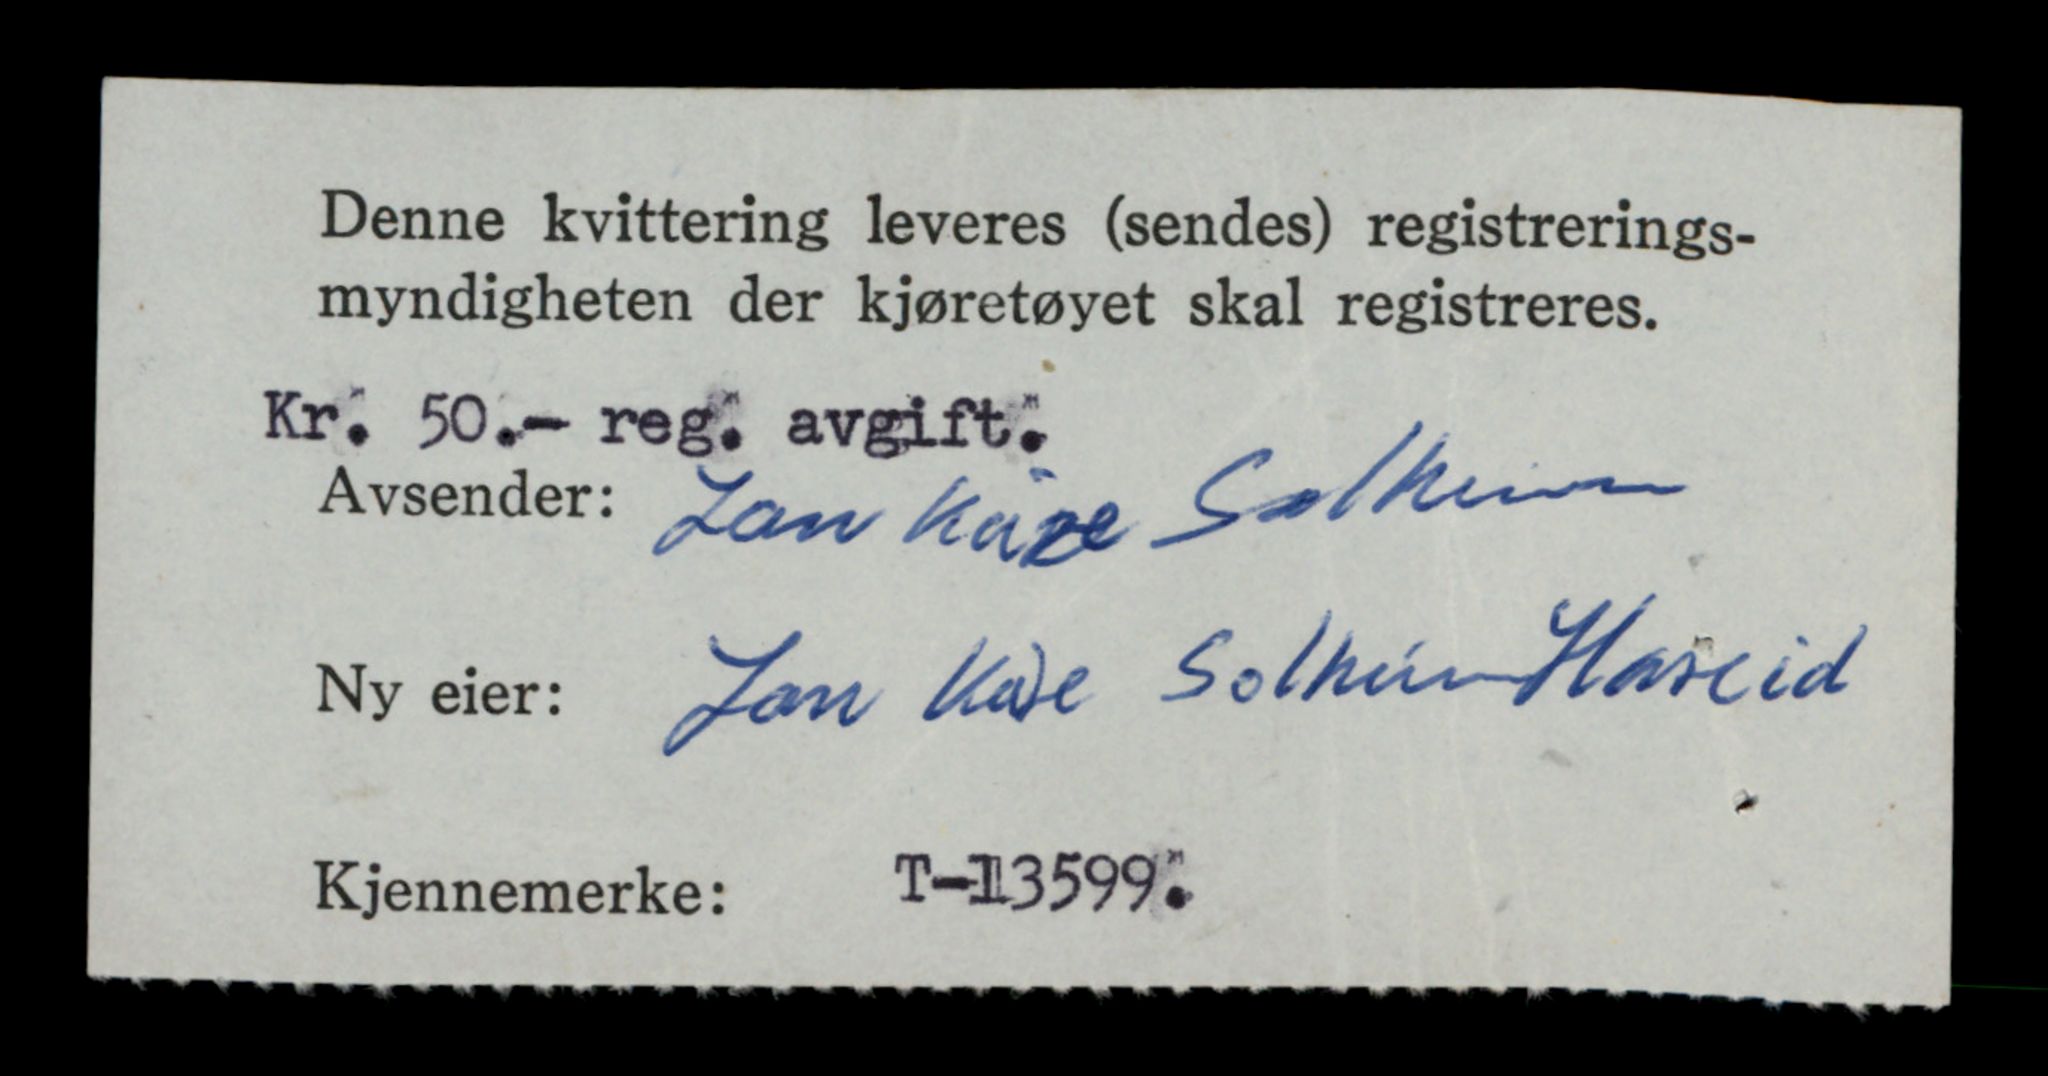 Denne kvittering leveres (sendes) registrerings-
myndigheten der kjøretøyet skal registreres.
Kr. 50.- reg. avgift.
Avsender: Jan Kåre Solheim
Ny eier: Jan Kåre Solheim Hareid
Kjennemerke: T-13599.